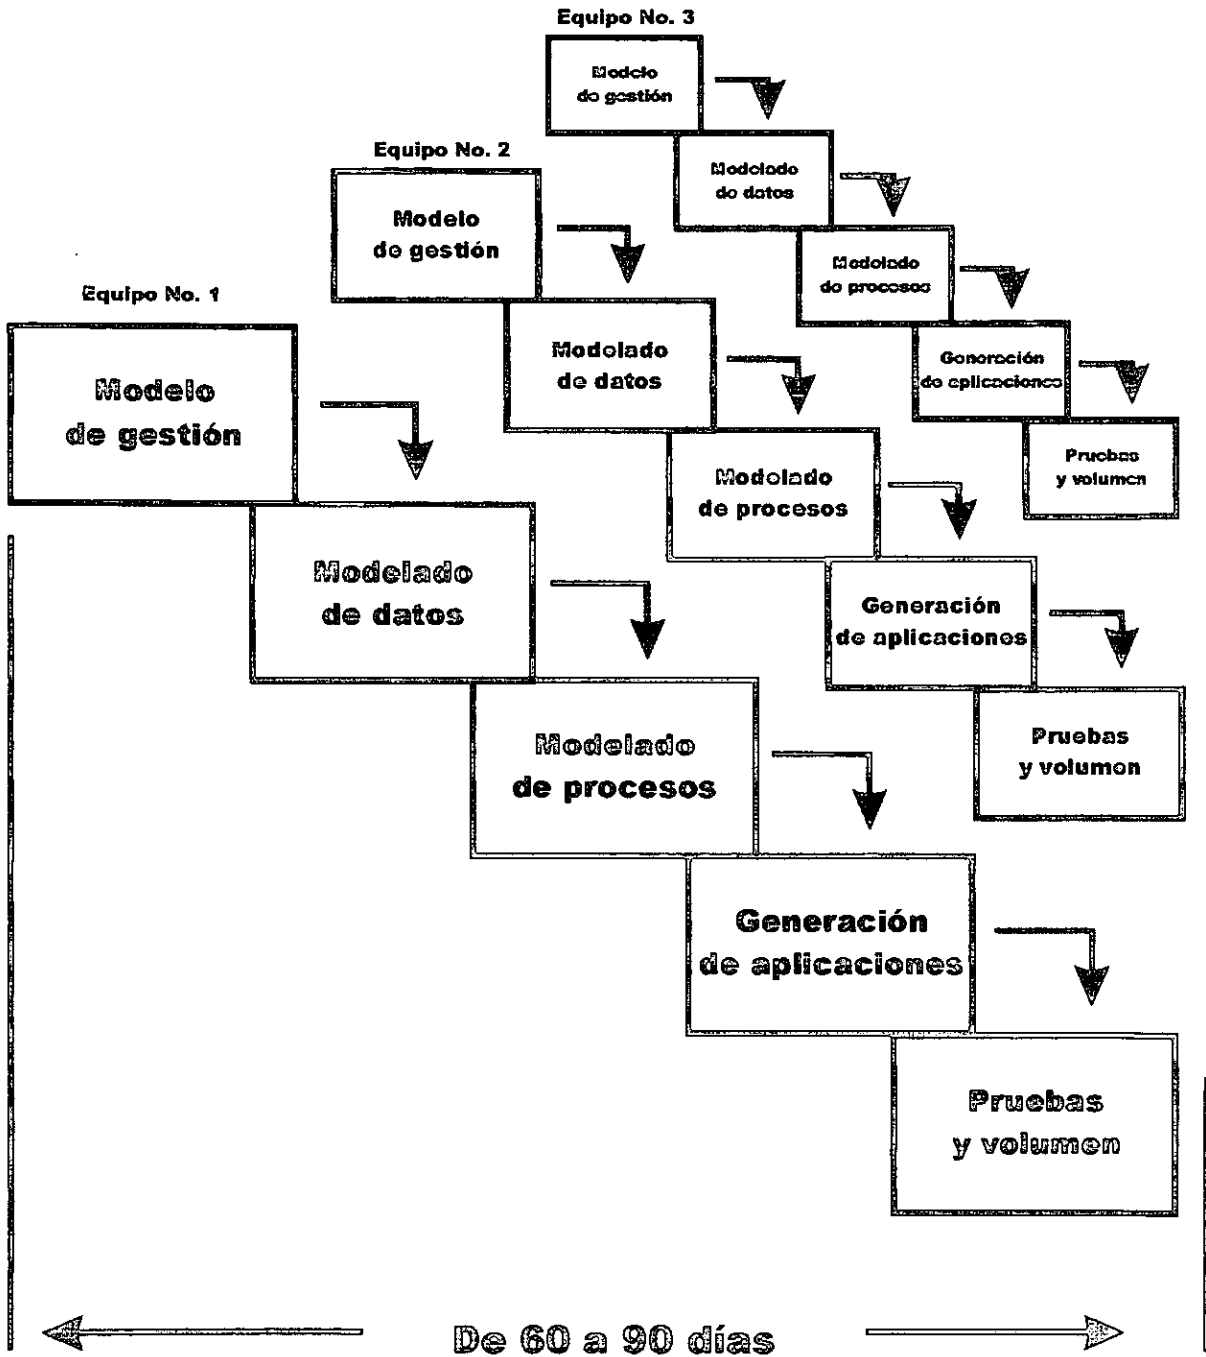 Equipo No. 3
Modelo
de gestión
Modelado
de datos
Modelado
de procesos
Generación
de aplicaciones
Pruebas
y volumen
Equipo No. 2
Modelo
de gestión
Modelado
de datos
Modelado
de procesos
Generación
de aplicaciones
Pruebas
y volumen
Equipo No. 1
Modelo
de gestión
Modelado
de datos
Modelado
de procesos
Generación
de aplicaciones
Pruebas
y volumen
De 60 a 90 días